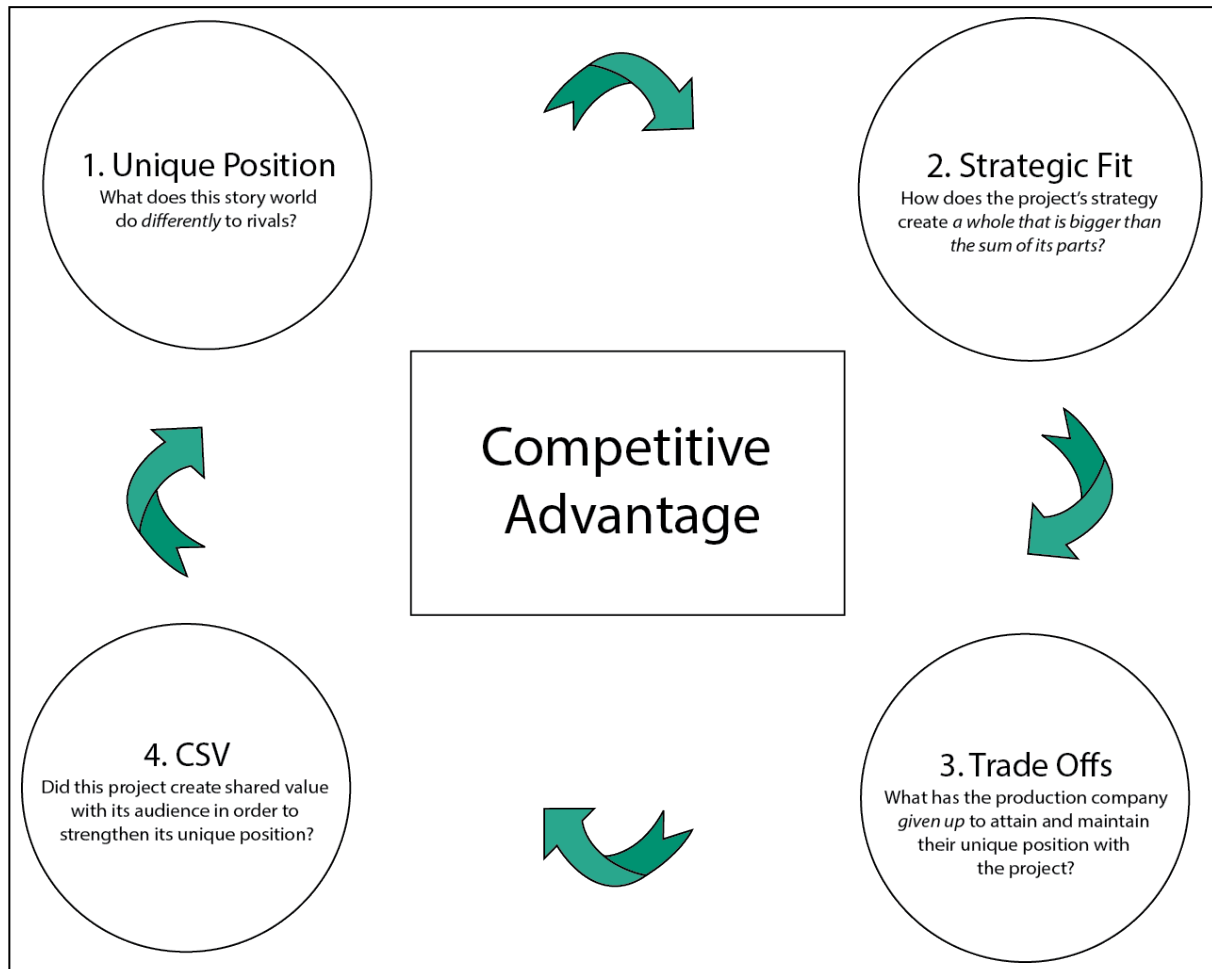 1. Unique Position
What does this story world
do differently to rivals?
2. Strategic Fit
How does the project's strategy
create a whole that is bigger than
the sum of its parts?
Competitive
Advantage
4. CSV
Did this project create shared value
with its audience in order to
strengthen its unique position?
3. Trade Offs
What has the production company
given up to attain and maintain
their unique position with
the project?